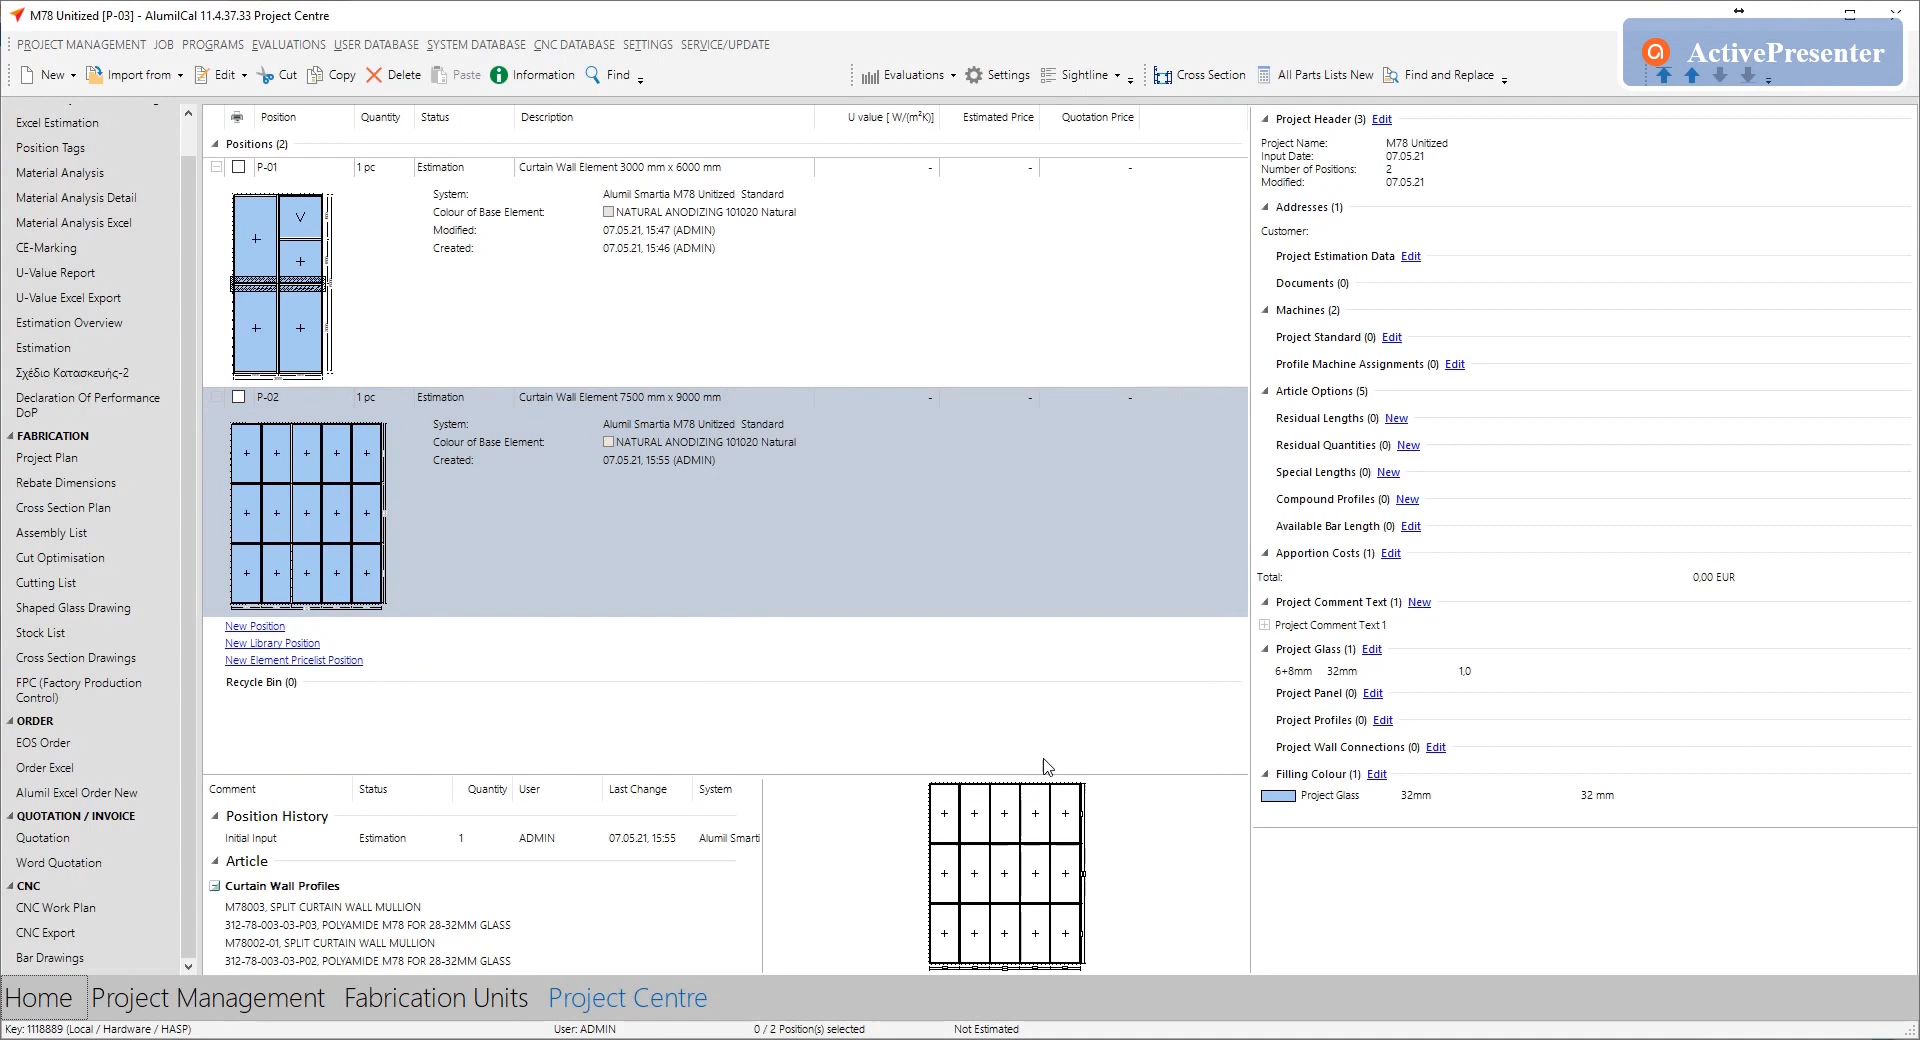 M78 Unitized [P-03] - AlumilCal 11.4.37.33 Project Centre
PROJECT MANAGEMENT JOB PROGRAMS EVALUATIONS USER DATABASE SYSTEM DATABASE CNC DATABASE SETTINGS SERVICE/UPDATE
New Import from Edit Cut Copy Delete Paste Information Find Evaluations Settings Sightline Cross Section All Parts Lists New Find and Replace
ActivePresenter
Excel Estimation
Position Tags
Material Analysis
Material Analysis Detail
Material Analysis Excel
CE-Marking
U-Value Report
U-Value Excel Export
Estimation Overview
Estimation
Σχέδιο Κατασκευής-2
Declaration Of Performance
DoP
FABRICATION
Project Plan
Rebate Dimensions
Cross Section Plan
Assembly List
Cut Optimisation
Cutting List
Shaped Glass Drawing
Stock List
Cross Section Drawings
FPC (Factory Production
Control)
ORDER
EOS Order
Order Excel
Alumil Excel Order New
QUOTATION / INVOICE
Quotation
Word Quotation
CNC
CNC Work Plan
CNC Export
Bar Drawings
Position Quantity Status Description U value [ W/(m²K)] Estimated Price Quotation Price
Positions (2)
P-01 1 pc Estimation Curtain Wall Element 3000 mm x 6000 mm - - -
System: Alumil Smartia M78 Unitized Standard
Colour of Base Element: NATURAL ANODIZING 101020 Natural
Modified: 07.05.21, 15:47 (ADMIN)
Created: 07.05.21, 15:46 (ADMIN)
P-02 1 pc Estimation Curtain Wall Element 7500 mm x 9000 mm - - -
System: Alumil Smartia M78 Unitized Standard
Colour of Base Element: NATURAL ANODIZING 101020 Natural
Created: 07.05.21, 15:55 (ADMIN)
New Position
New Library Position
New Element Pricelist Position
Recycle Bin (0)
Comment Status Quantity User Last Change System
Position History
Initial Input Estimation 1 ADMIN 07.05.21, 15:55 Alumil Smarti
Article
Curtain Wall Profiles
M78003, SPLIT CURTAIN WALL MULLION
312-78-003-03-P03, POLYAMIDE M78 FOR 28-32MM GLASS
M78002-01, SPLIT CURTAIN WALL MULLION
312-78-003-03-P02, POLYAMIDE M78 FOR 28-32MM GLASS
Project Header (3) Edit
Project Name: M78 Unitized
Input Date: 07.05.21
Number of Positions: 2
Modified: 07.05.21
Addresses (1)
Customer:
Project Estimation Data Edit
Documents (0)
Machines (2)
Project Standard (0) Edit
Profile Machine Assignments (0) Edit
Article Options (5)
Residual Lengths (0) New
Residual Quantities (0) New
Special Lengths (0) New
Compound Profiles (0) New
Available Bar Length (0) Edit
Apportion Costs (1) Edit
Total: 0,00 EUR
Project Comment Text (1) New
Project Comment Text 1
Project Glass (1) Edit
6+8mm 32mm 1,0
Project Panel (0) Edit
Project Profiles (0) Edit
Project Wall Connections (0) Edit
Filling Colour (1) Edit
Project Glass 32mm 32 mm
Home Project Management Fabrication Units Project Centre
Key: 1118889 (Local / Hardware / HASP) User: ADMIN 0 / 2 Position(s) selected Not Estimated